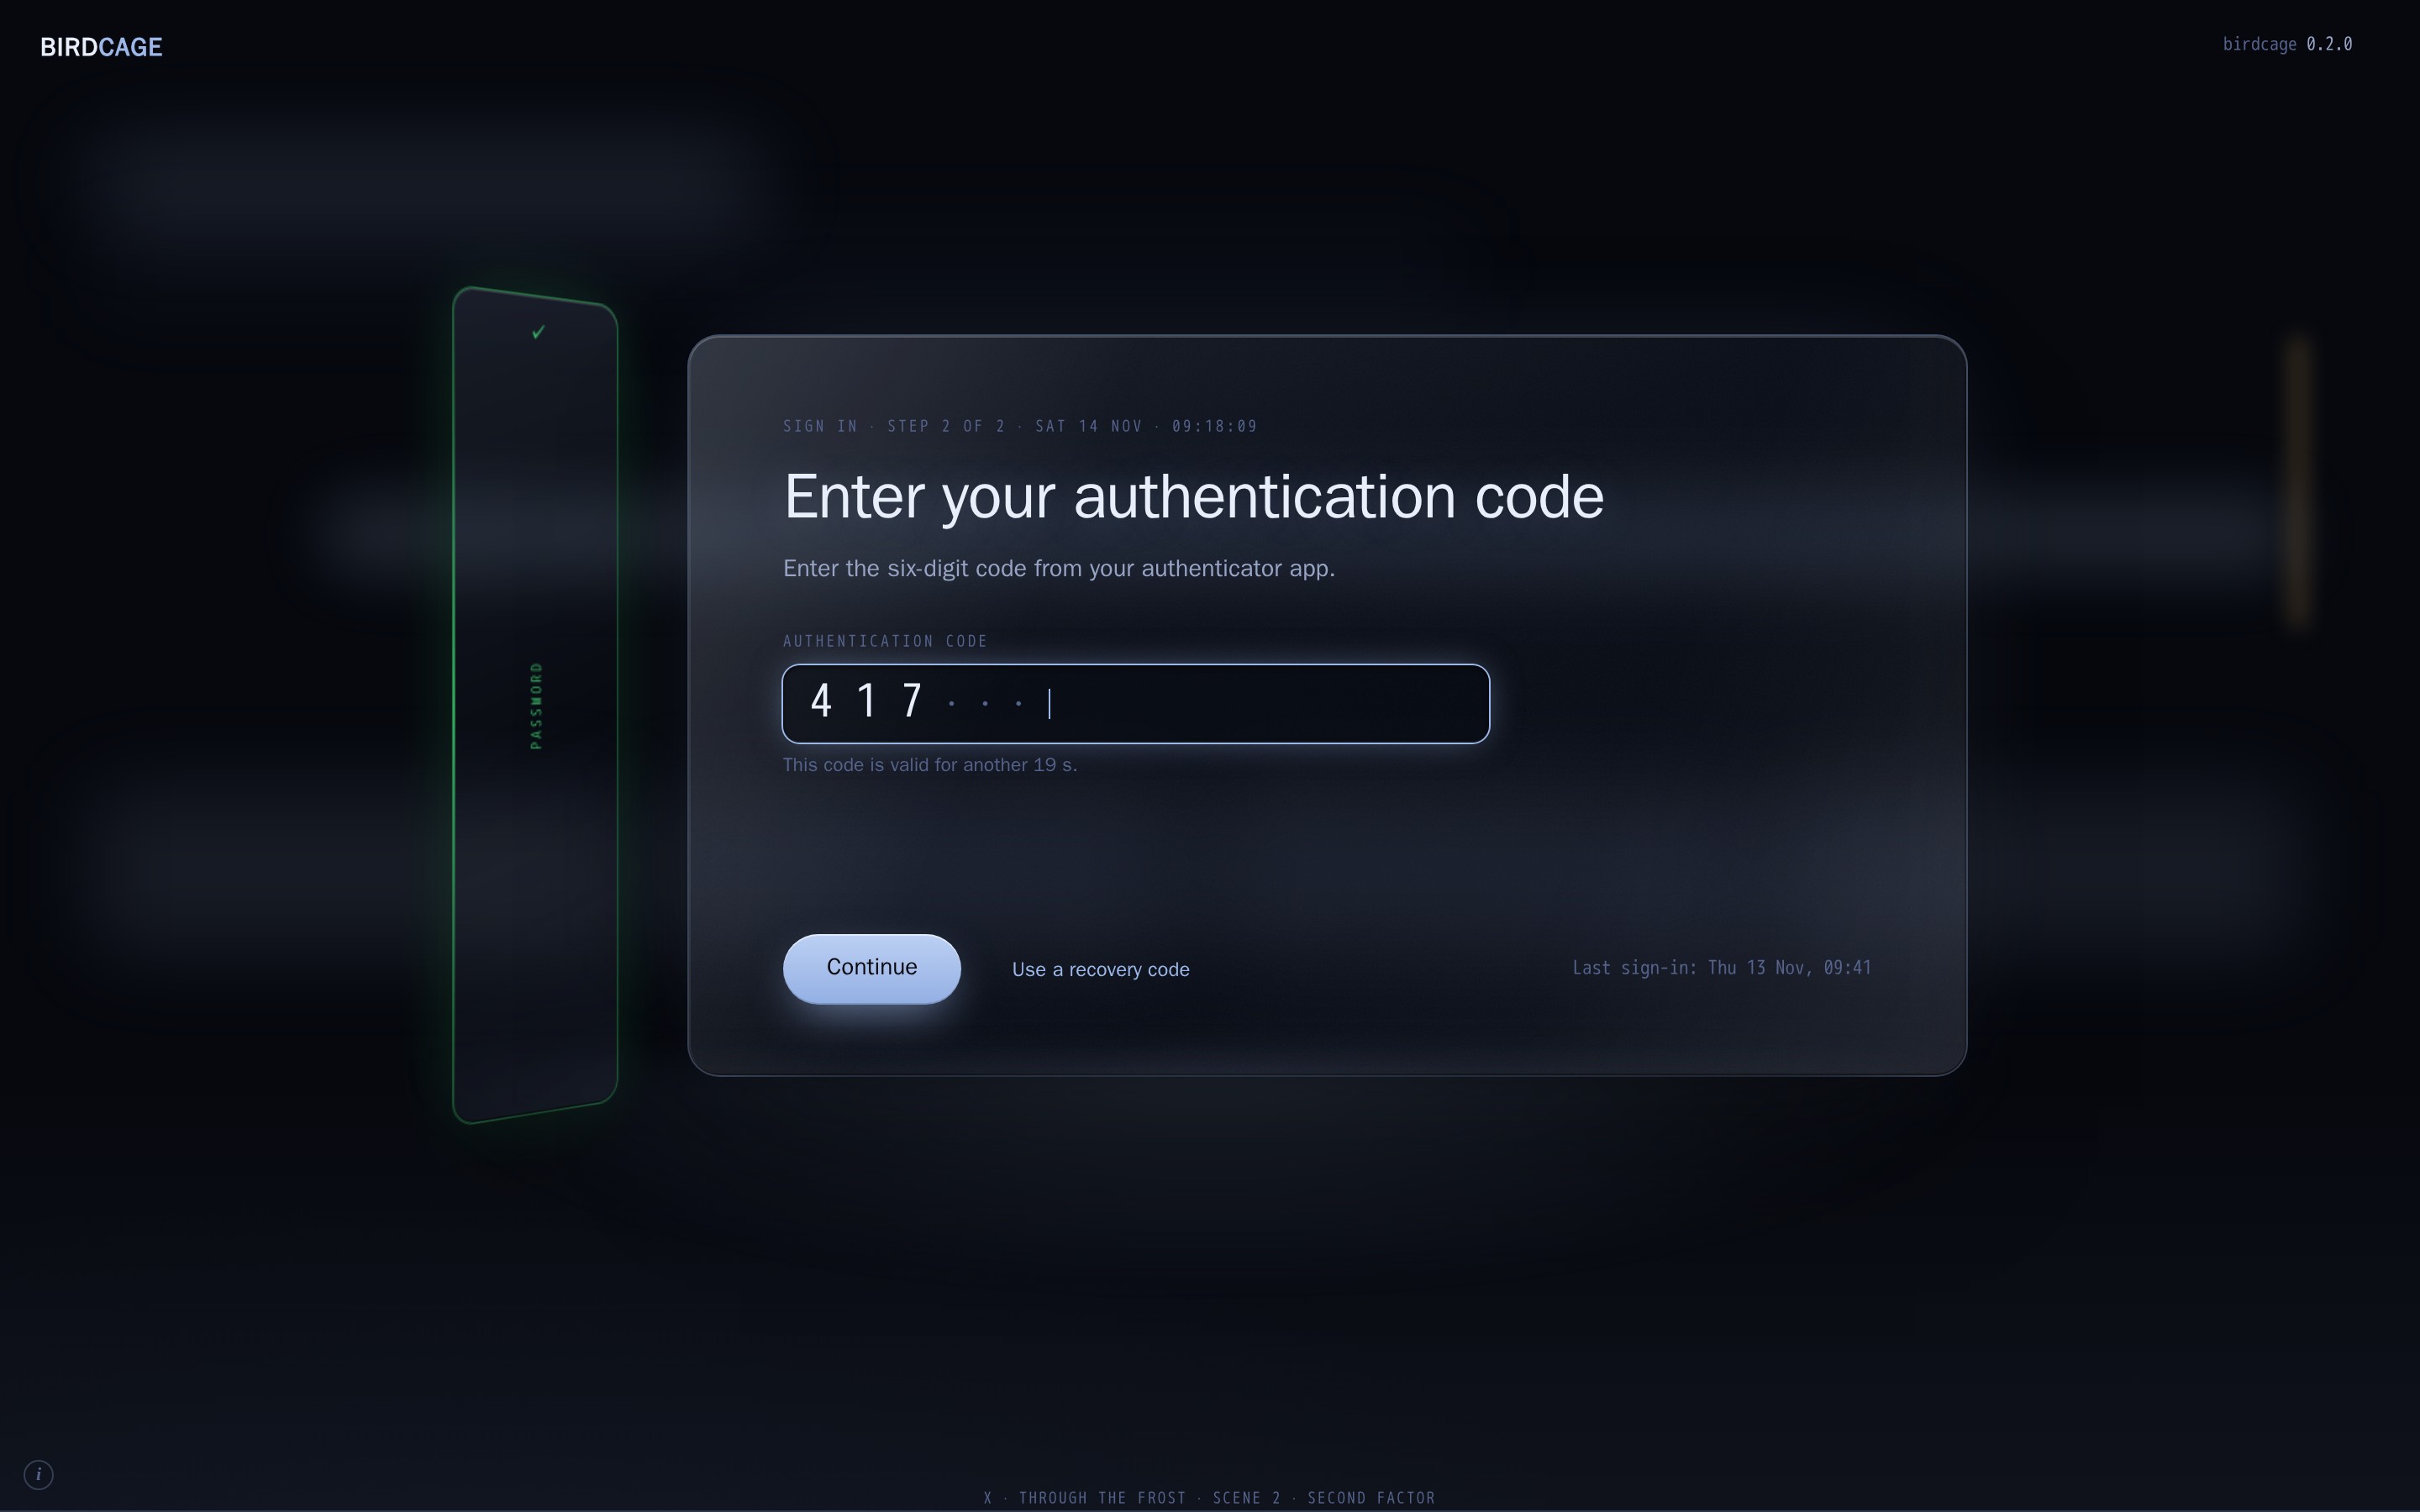 BIRDCAGE
birdcage 0.2.0
✓
PASSWORD
SIGN IN · STEP 2 OF 2 · SAT 14 NOV · 09:18:09
Enter your authentication code
Enter the six-digit code from your authenticator app.
AUTHENTICATION CODE
4 1 7 · · ·
This code is valid for another 19 s.
Continue
Use a recovery code
Last sign-in: Thu 13 Nov, 09:41
i
X · THROUGH THE FROST · SCENE 2 · SECOND FACTOR